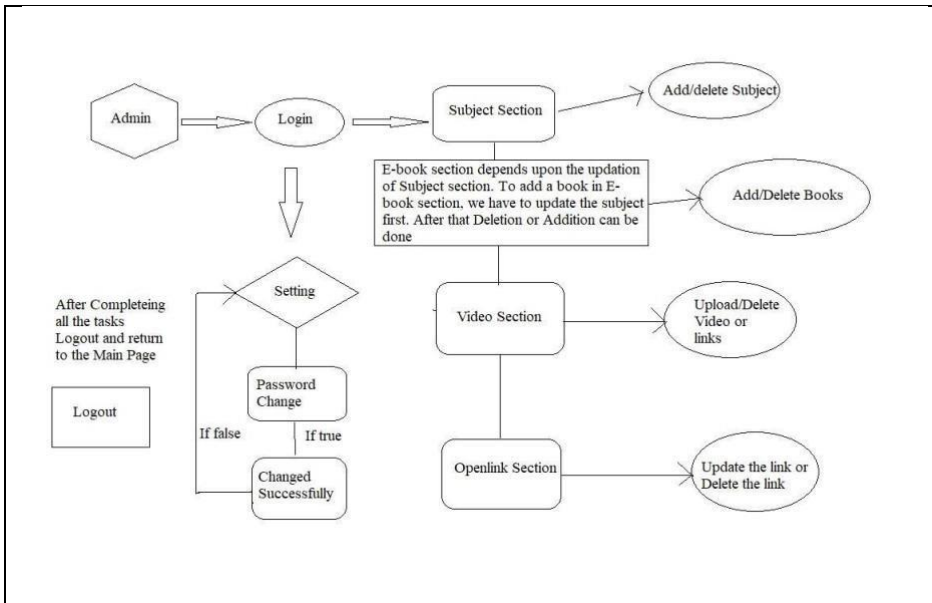 Admin
Login
Subject Section
Add/delete Subject
E-book section depends upon the updation
of Subject section. To add a book in E-
book section, we have to update the subject
first. After that Deletion or Addition can be
done
Add/Delete Books
Setting
Video Section
Upload/Delete
Video or
links
After Completeing
all the tasks
Logout and return
to the Main Page
Password
Change
Logout
If false
If true
Changed
Successfully
Openlink Section
Update the link or
Delete the link